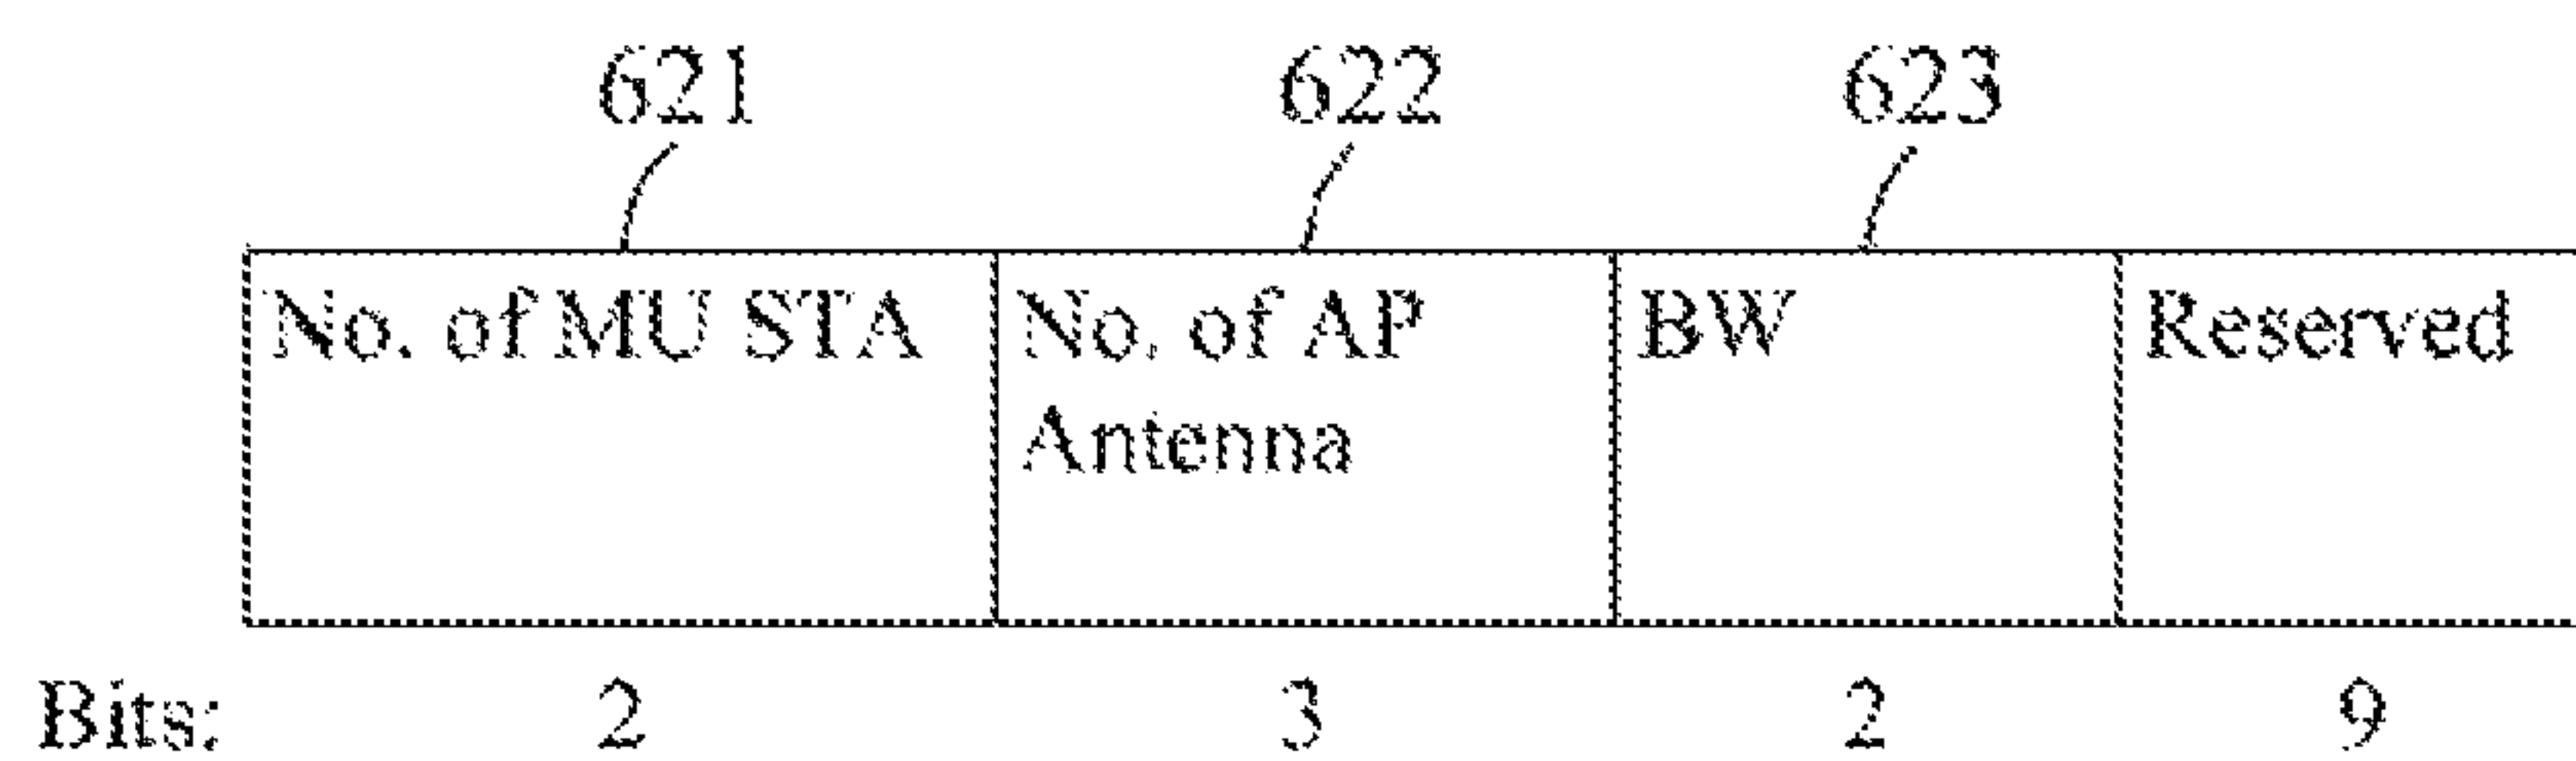 621 622 623
No. of MU STA No. of AP BW Reserved
Antenna
Bits: 2 3 2 9